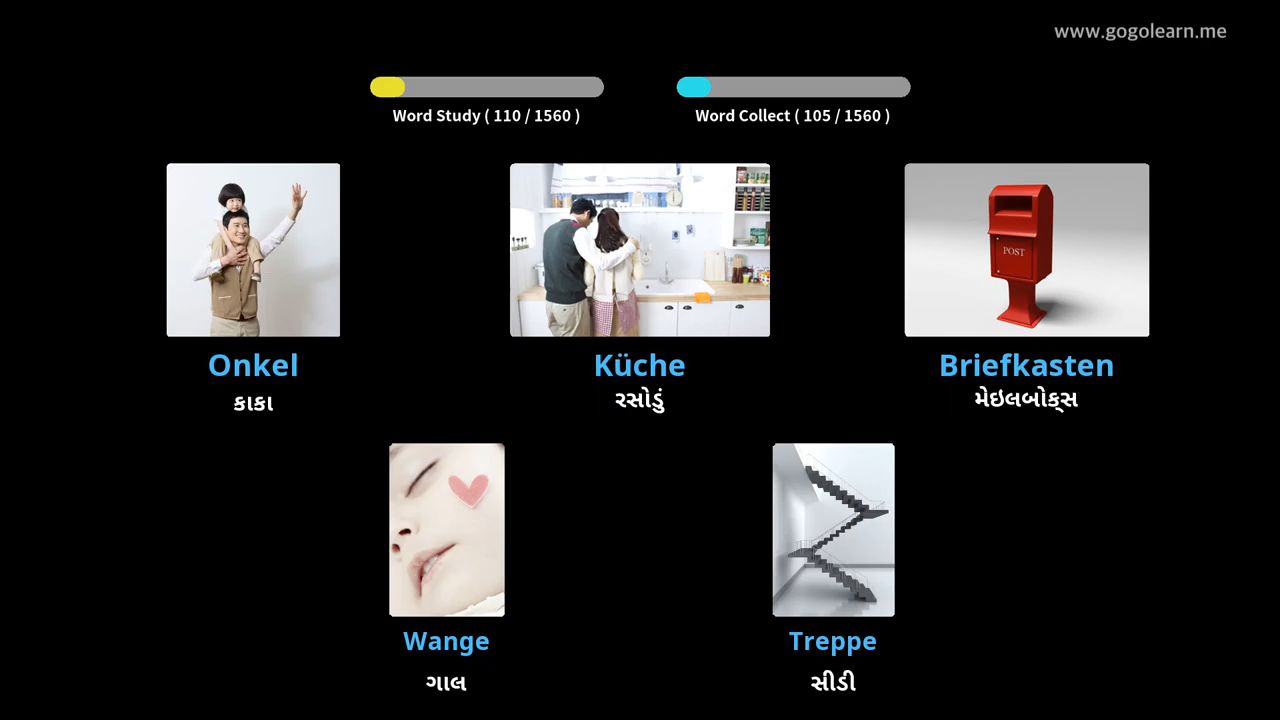 www.gogolearn.me
Word Study ( 110 / 1560 )
Word Collect ( 105 / 1560 )
POST
Onkel
Küche
Briefkasten
કાકા
રસોડું
મેઇલબોક્સ
Wange
Treppe
ગાલ
સીડી